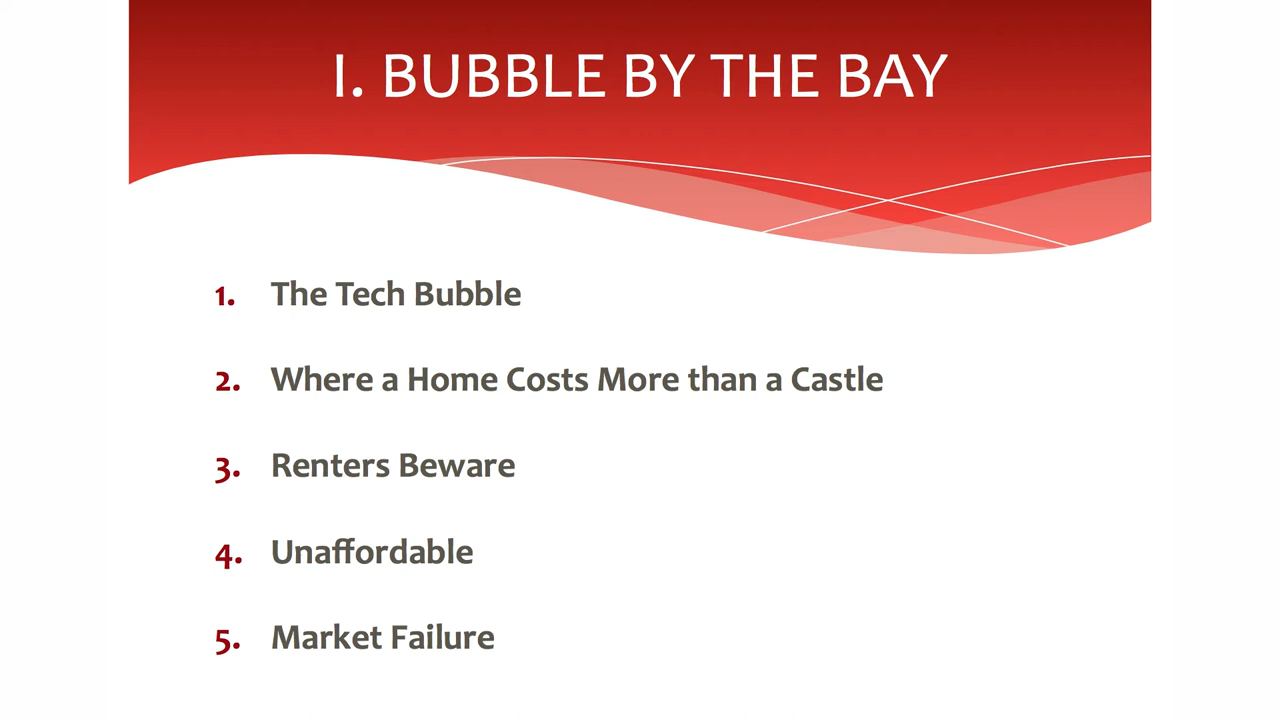 I. BUBBLE BY THE BAY
1. The Tech Bubble
2. Where a Home Costs More than a Castle
3. Renters Beware
4. Unaffordable
5. Market Failure